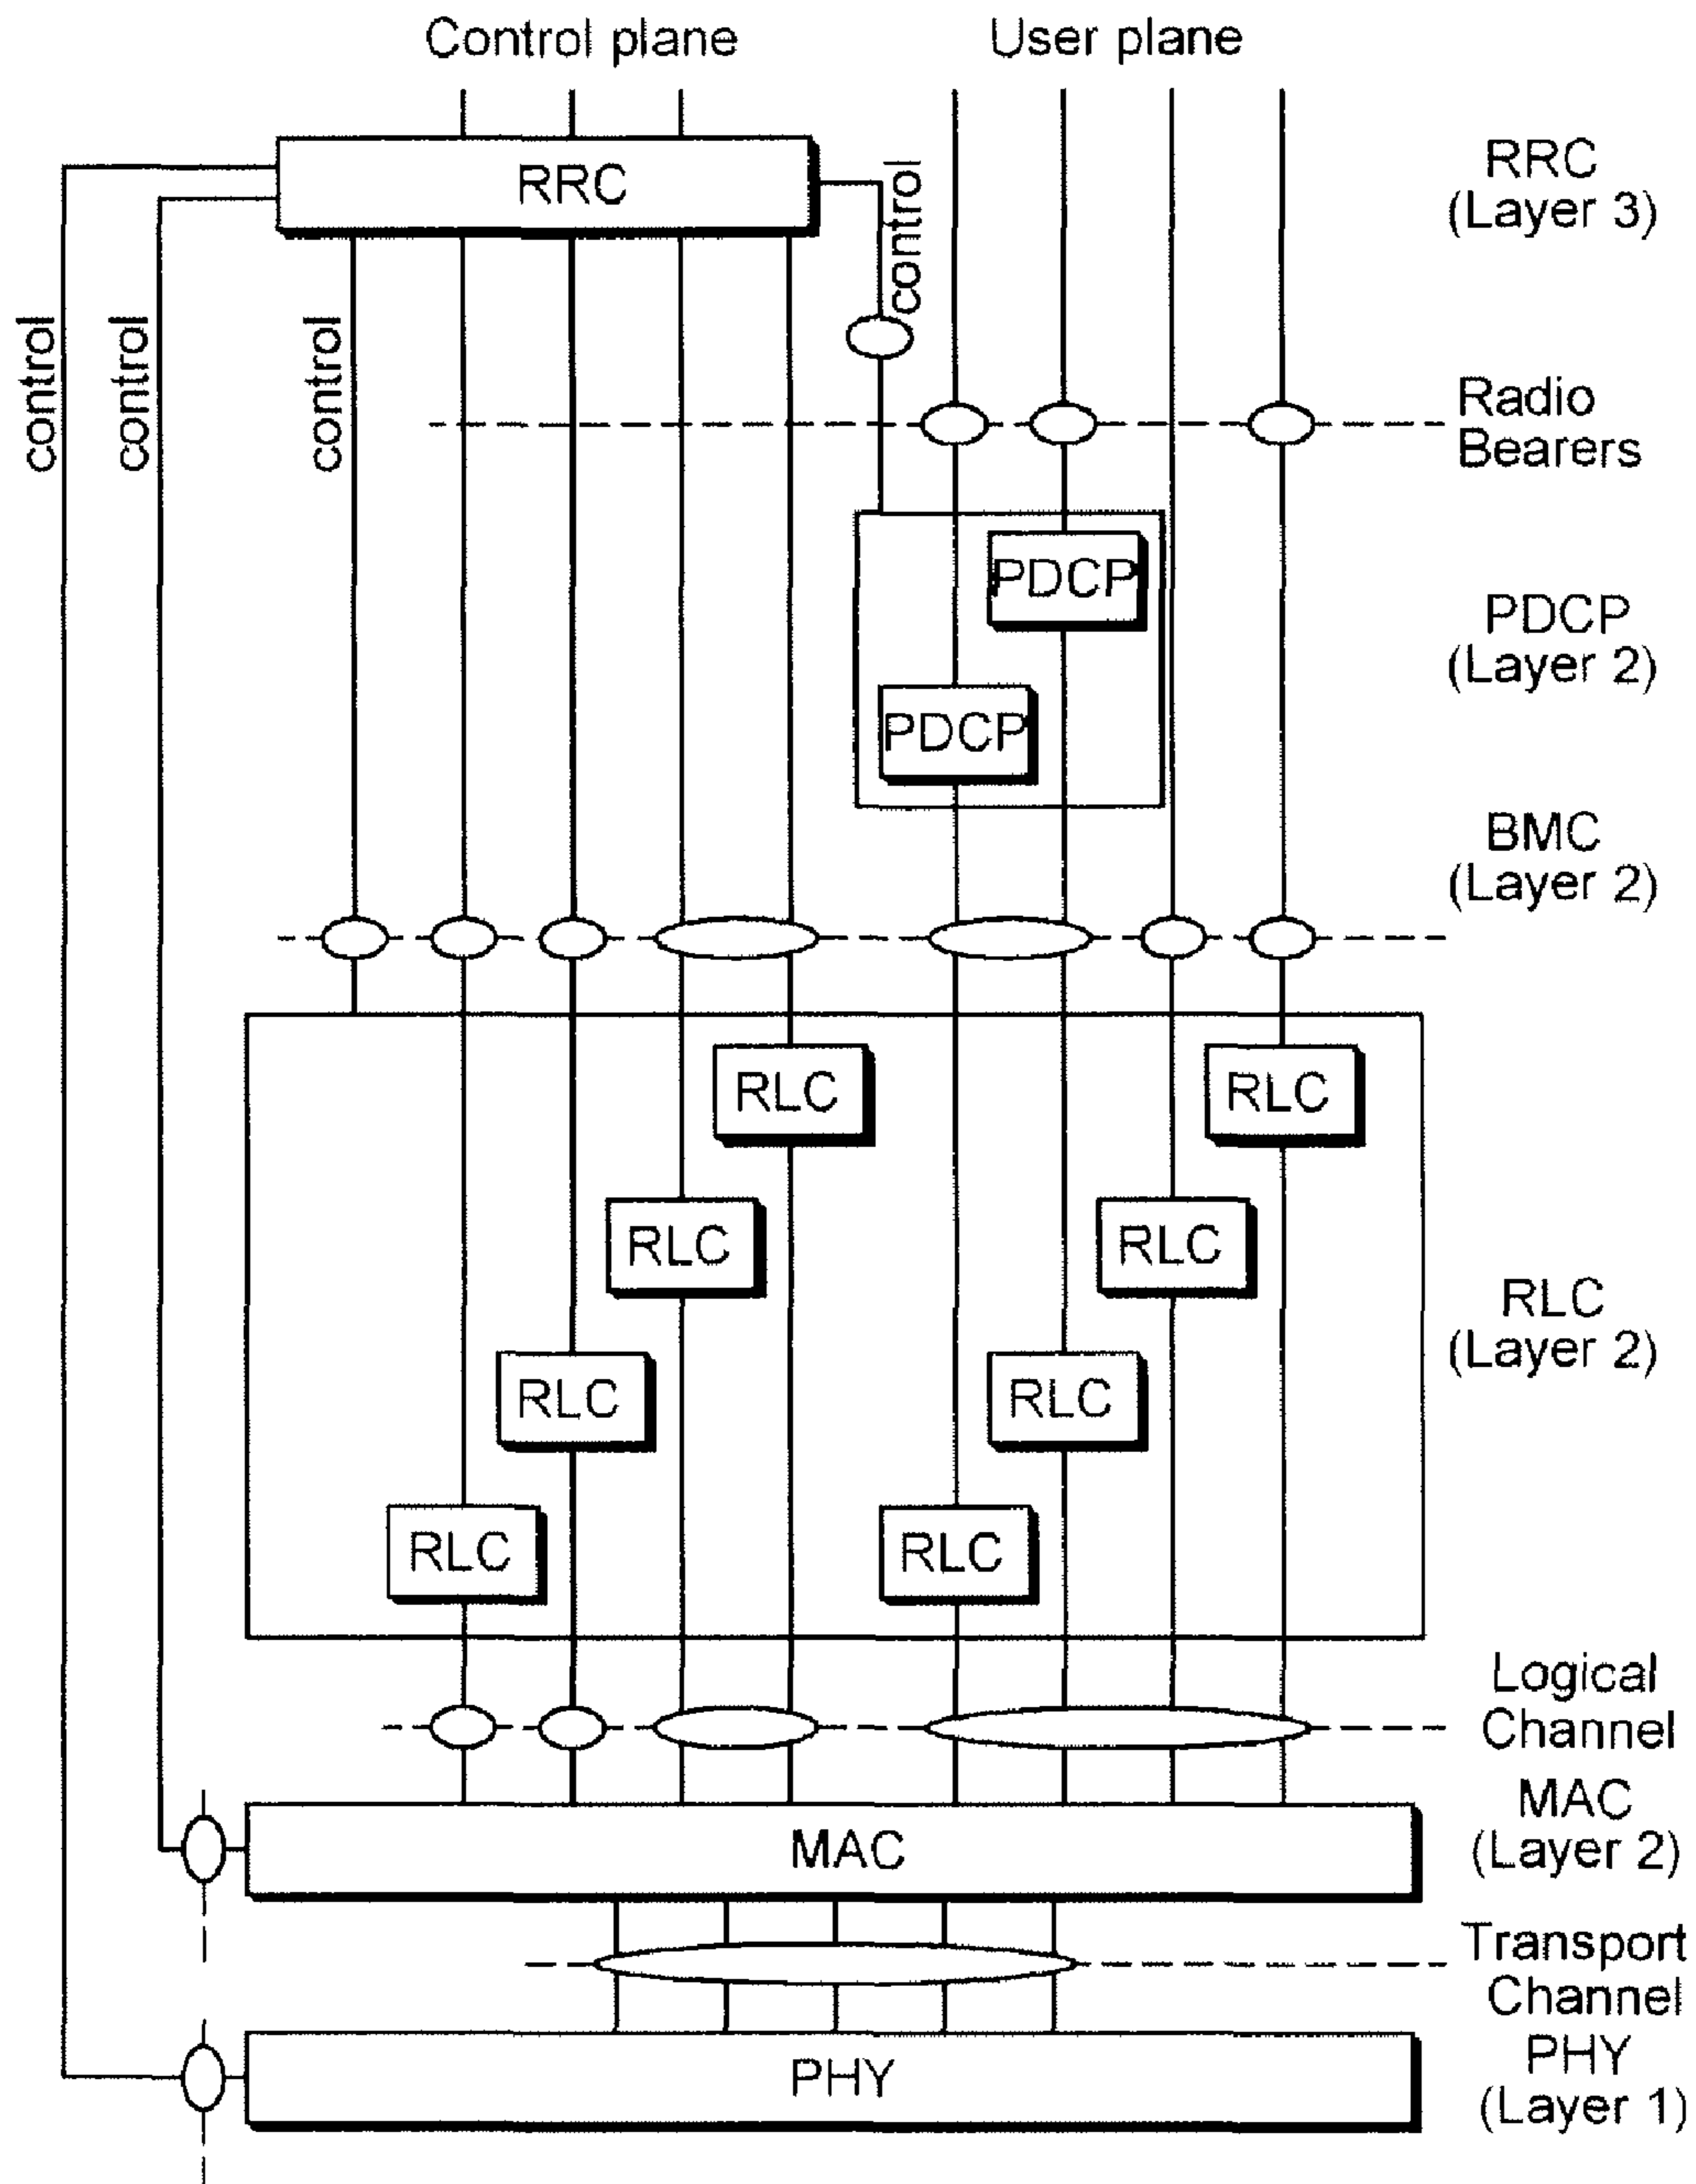 Control plane
User plane
RRC
control
RRC
(Layer 3)
control
control
control
Radio
Bearers
PDCP
PDCP
(Layer 2)
PDCP
BMC
(Layer 2)
RLC
RLC
RLC
RLC
RLC
(Layer 2)
RLC
RLC
RLC
RLC
Logical
Channel
MAC
(Layer 2)
MAC
Transport
Channel
PHY
(Layer 1)
PHY